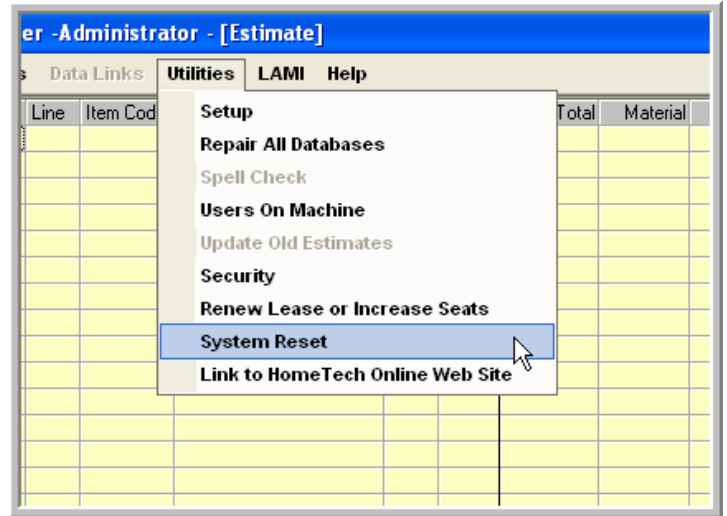 er -Administrator - [Estimate]
s Data Links Utilities LAMI Help
Line Item Cod Total Material
Setup
Repair All Databases
Spell Check
Users On Machine
Update Old Estimates
Security
Renew Lease or Increase Seats
System Reset
Link to HomeTech Online Web Site